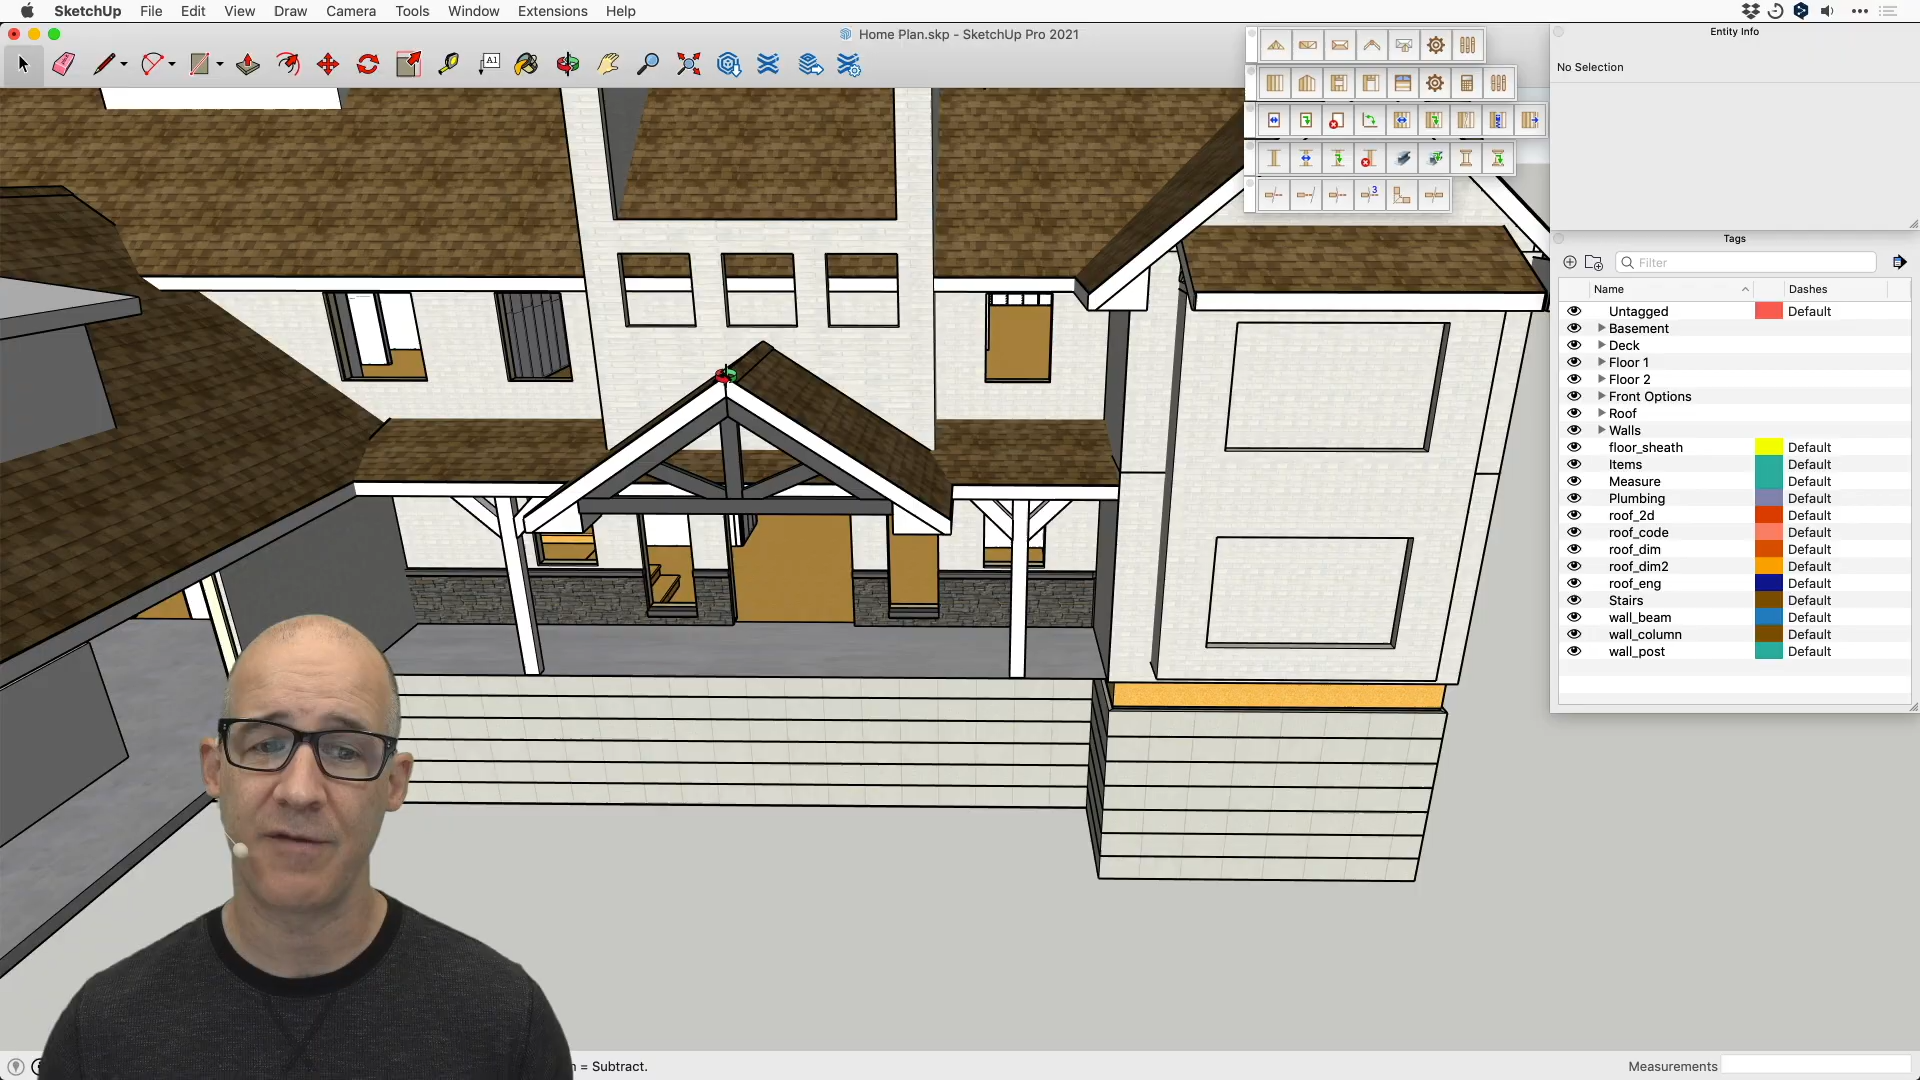 SketchUp File Edit View Draw Camera Tools Window Extensions Help
Home Plan.skp - SketchUp Pro 2021
A1
3
Entity Info
No Selection
Tags
Filter
Name Dashes
Untagged Default
Basement
Deck
Floor 1
Floor 2
Front Options
Roof
Walls
floor_sheath Default
Items Default
Measure Default
Plumbing Default
roof_2d Default
roof_code Default
roof_dim Default
roof_dim2 Default
roof_eng Default
Stairs Default
wall_beam Default
wall_column Default
wall_post Default
= Subtract.
Measurements